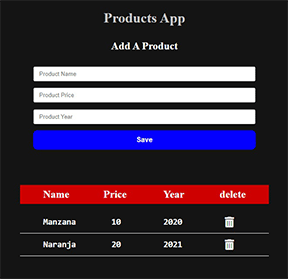 Products App
Add A Product
Product Name
Product Price
Product Year
Save
Name Price Year delete
Manzana 10 2020
Naranja 20 2021